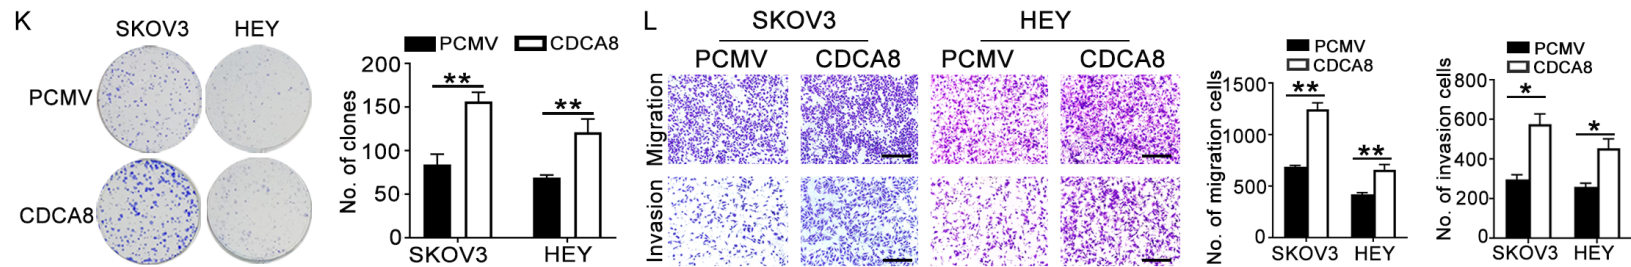 K
SKOV3 HEY
PCMV
CDCA8
PCMV CDCA8
No. of clones
200
150
100
50
0
** **
SKOV3 HEY
L
SKOV3 HEY
PCMV CDCA8 PCMV CDCA8
Migration
Invasion
PCMV
CDCA8
No. of migration cells
1500
1000
500
0
** **
SKOV3 HEY
PCMV
CDCA8
No. of invasion cells
800
600
400
200
0
* *
SKOV3 HEY